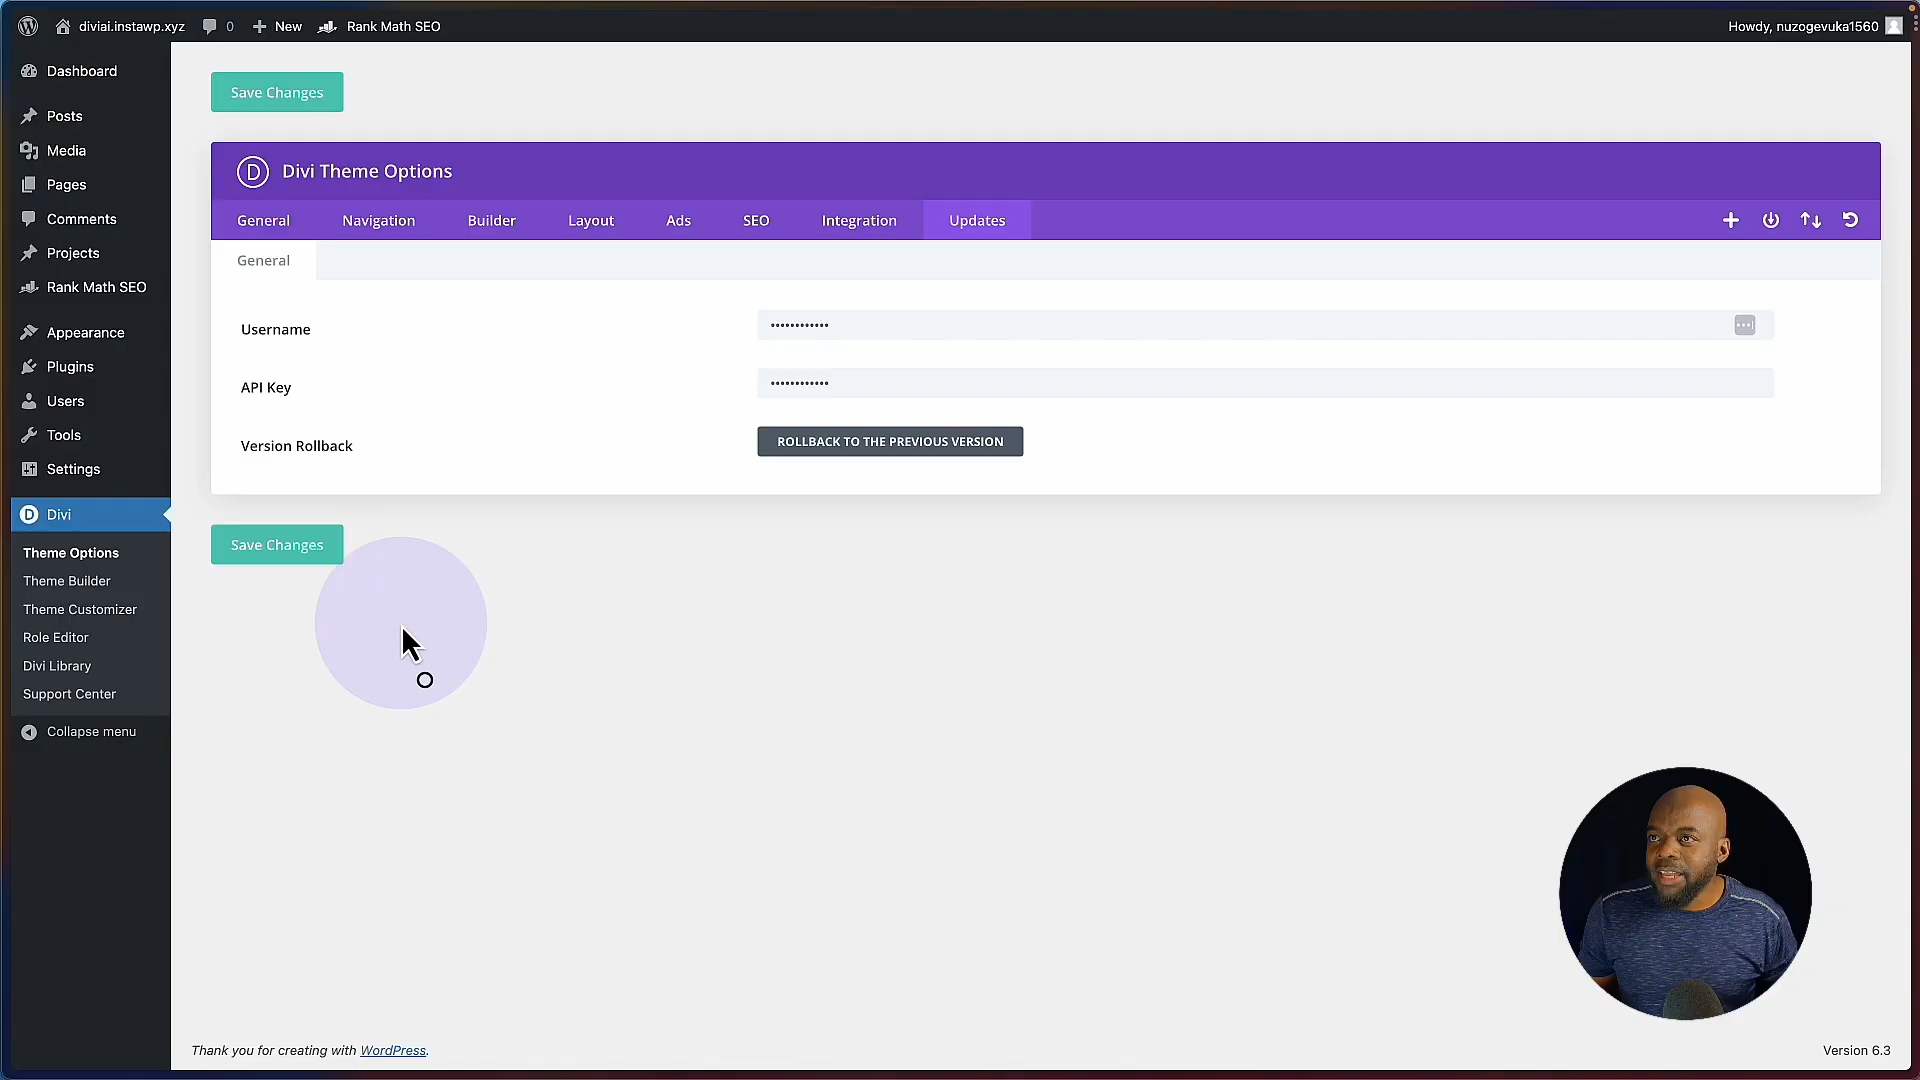 diviai.instawp.xyz
0
New
Rank Math SEO
Howdy, nuzogevuka1560
Dashboard
Posts
Media
Pages
Comments
Projects
Rank Math SEO
Appearance
Plugins
Users
Tools
Settings
Divi
Theme Options
Theme Builder
Theme Customizer
Role Editor
Divi Library
Support Center
Collapse menu
Save Changes
D Divi Theme Options
General
Navigation
Builder
Layout
Ads
SEO
Integration
Updates
General
Username
••••••••••••
API Key
••••••••••••
Version Rollback
ROLLBACK TO THE PREVIOUS VERSION
Save Changes
Thank you for creating with WordPress.
Version 6.3